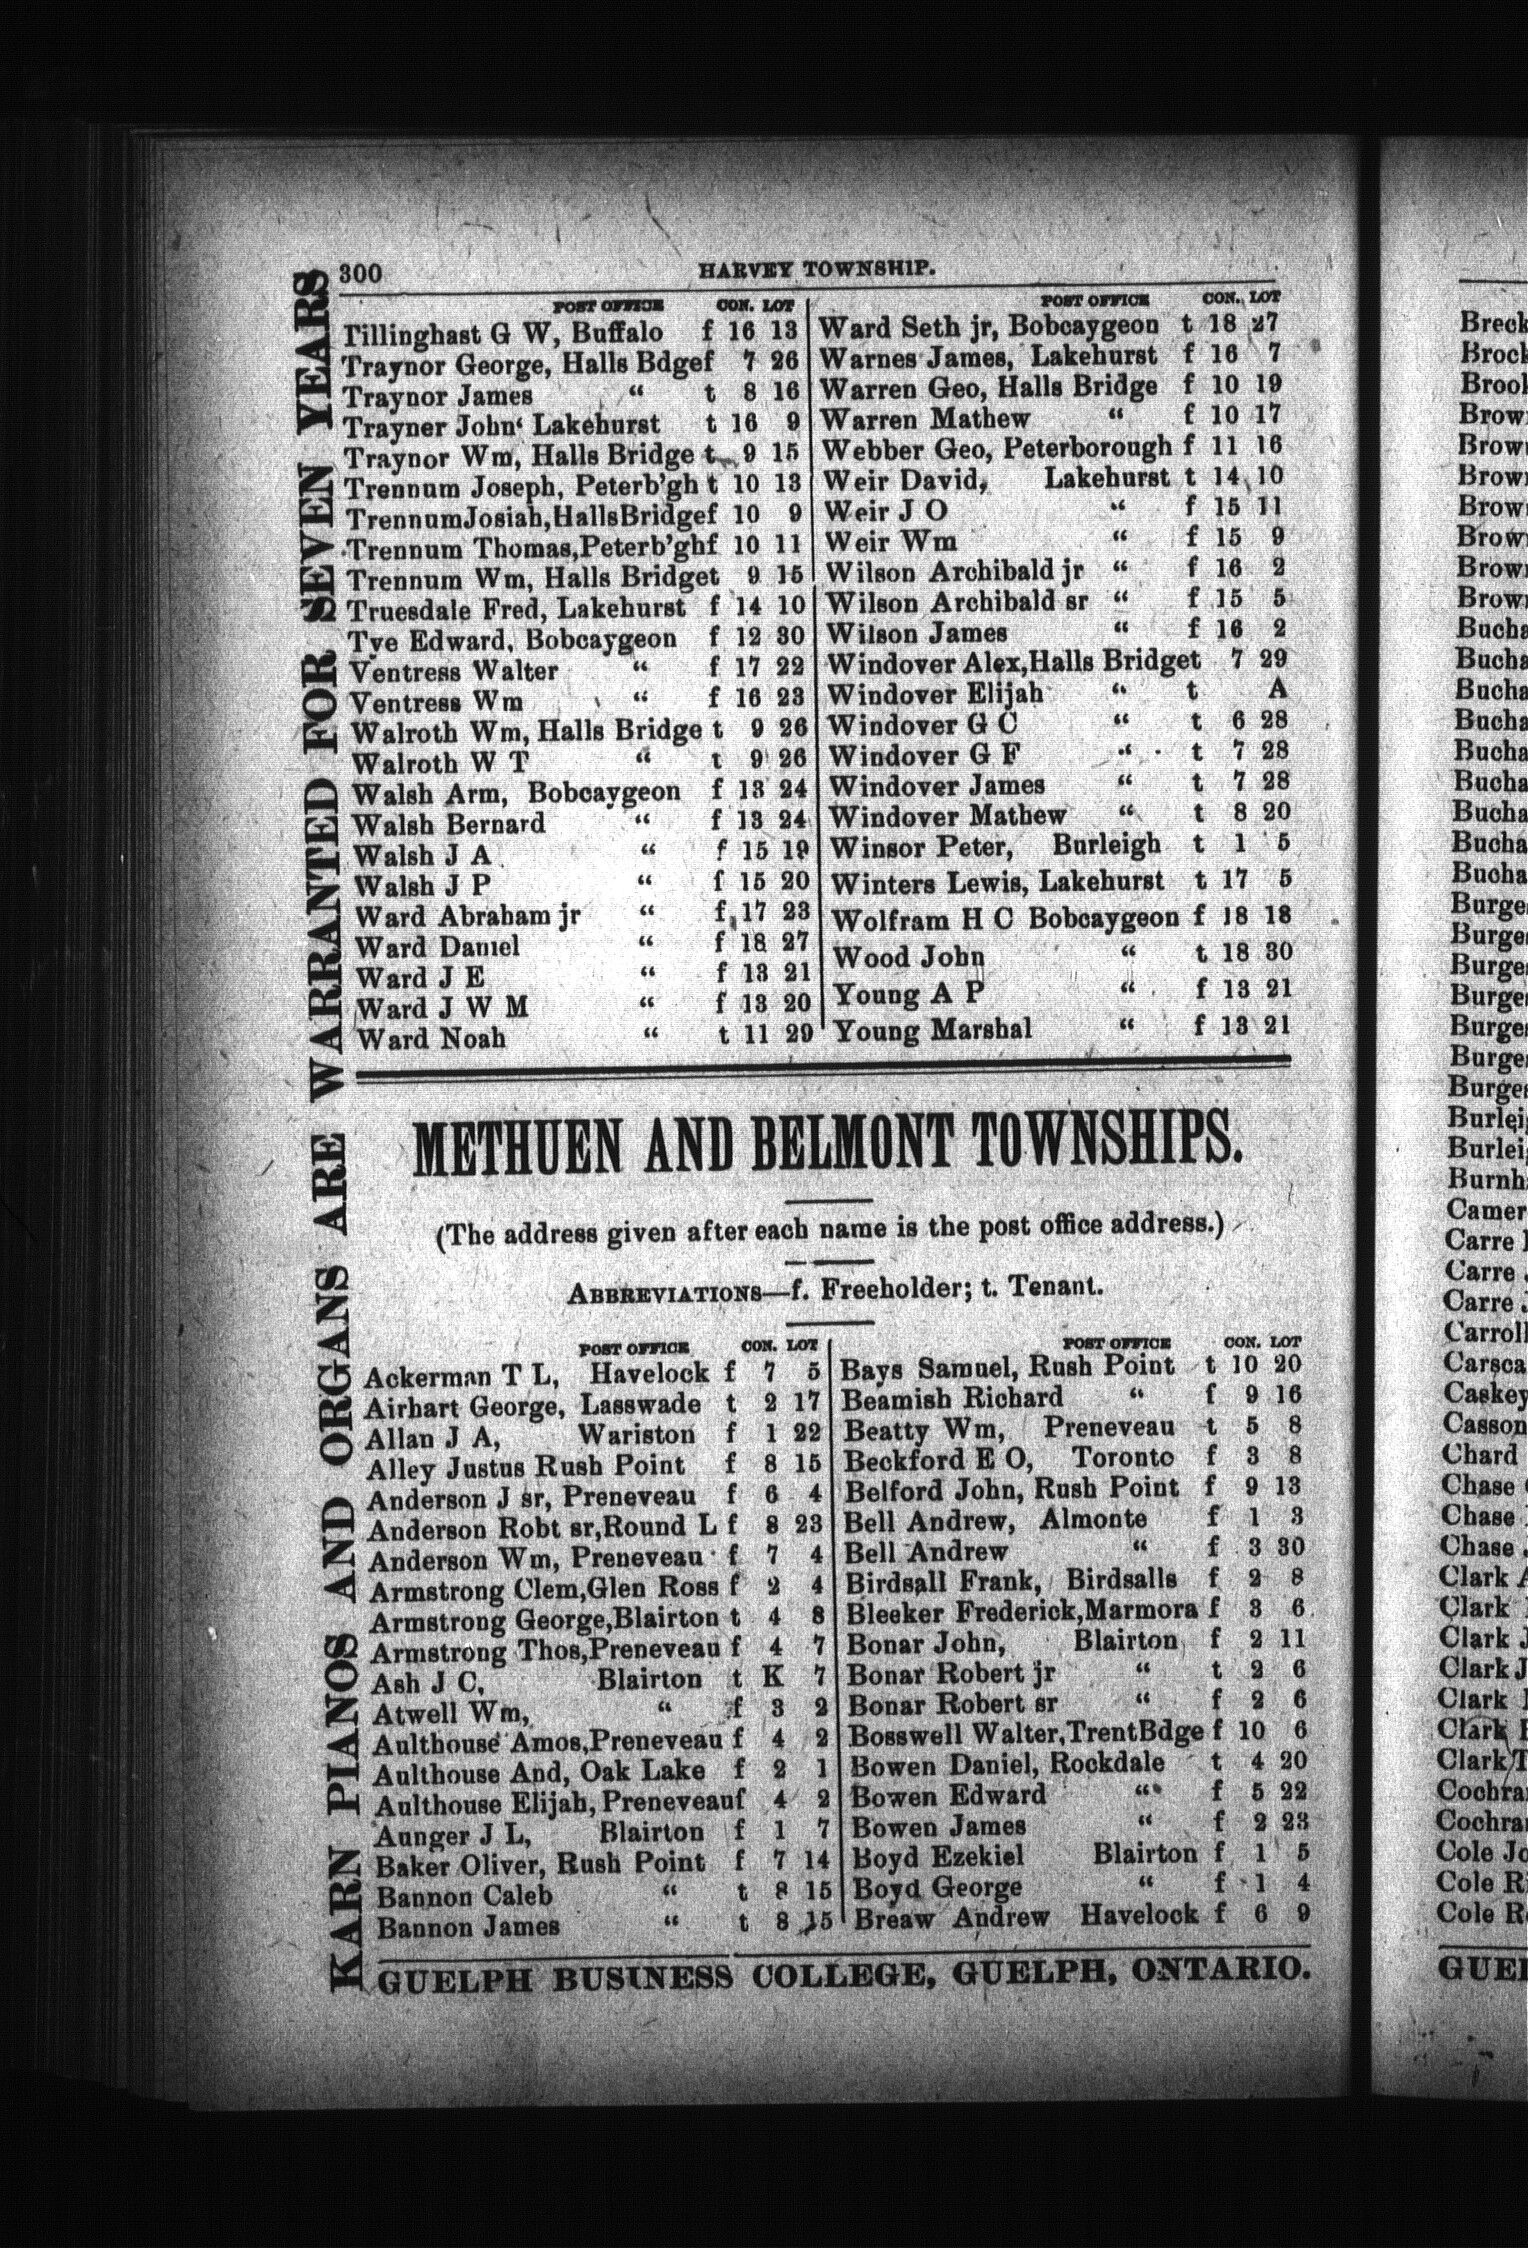 300
HARVEY TOWNSHIP.
POST OFFICE CON. LOT
Tillinghast G W, Buffalo f 16 13
Traynor George, Halls Bdgef 7 26
Traynor James " t 8 16
Trayner John' Lakehurst t 16 9
Traynor Wm, Halls Bridge t 9 15
Trennum Joseph, Peterb'gh t 10 13
TrennumJosiah,HallsBridgef 10 9
Trennum Thomas,Peterb'ghf 10 11
Trennum Wm, Halls Bridget 9 15
Truesdale Fred, Lakehurst f 14 10
Tye Edward, Bobcaygeon f 12 30
Ventress Walter " f 17 22
Ventress Wm " f 16 23
Walroth Wm, Halls Bridge t 9 26
Walroth W T " t 9 26
Walsh Arm, Bobcaygeon f 13 24
Walsh Bernard " f 13 24
Walsh J A " f 15 19
Walsh J P " f 15 20
Ward Abraham jr " f 17 23
Ward Daniel " f 18 27
Ward J E " f 13 21
Ward J W M " f 13 20
Ward Noah " t 11 29
POST OFFICE CON. LOT
Ward Seth jr, Bobcaygeon t 18 27
Warnes James, Lakehurst f 16 7
Warren Geo, Halls Bridge f 10 19
Warren Mathew " f 10 17
Webber Geo, Peterborough f 11 16
Weir David, Lakehurst t 14 10
Weir J O " f 15 11
Weir Wm " f 15 9
Wilson Archibald jr " f 16 2
Wilson Archibald sr " f 15 5
Wilson James " f 16 2
Windover Alex,Halls Bridget 7 29
Windover Elijah " t A
Windover G C " t 6 28
Windover G F " t 7 28
Windover James " t 7 28
Windover Mathew " t 8 20
Winsor Peter, Burleigh t 1 5
Winters Lewis, Lakehurst t 17 5
Wolfram H C Bobcaygeon f 18 18
Wood John " t 18 30
Young A P " f 13 21
Young Marshal " f 13 21
METHUEN AND BELMONT TOWNSHIPS.
(The address given after each name is the post office address.)
ABBREVIATIONS—f. Freeholder; t. Tenant.
POST OFFICE CON. LOT
Ackerman T L, Havelock f 7 5
Airhart George, Lasswade t 2 17
Allan J A, Wariston f 1 22
Alley Justus Rush Point f 8 15
Anderson J sr, Preneveau f 6 4
Anderson Robt sr,Round L f 8 23
Anderson Wm, Preneveau f 7 4
Armstrong Clem,Glen Ross f 2 4
Armstrong George,Blairton t 4 8
Armstrong Thos,Preneveau f 4 7
Ash J C, Blairton t K 7
Atwell Wm, " f 3 2
Aulthouse Amos,Preneveau f 4 2
Aulthouse And, Oak Lake f 2 1
Aulthouse Elijah, Preneveauf 4 2
Aunger J L, Blairton f 1 7
Baker Oliver, Rush Point f 7 14
Bannon Caleb " t 8 15
Bannon James " t 8 15
POST OFFICE CON. LOT
Bays Samuel, Rush Point t 10 20
Beamish Richard " f 9 16
Beatty Wm, Preneveau t 5 8
Beckford E O, Toronto f 3 8
Belford John, Rush Point f 9 13
Bell Andrew, Almonte f 1 3
Bell Andrew " f 3 30
Birdsall Frank, Birdsalls f 2 8
Bleeker Frederick,Marmora f 3 6
Bonar John, Blairton f 2 11
Bonar Robert jr " t 2 6
Bonar Robert sr " f 2 6
Bosswell Walter,TrentBdge f 10 6
Bowen Daniel, Rockdale t 4 20
Bowen Edward " f 5 22
Bowen James " f 2 23
Boyd Ezekiel Blairton f 1 5
Boyd George " f 1 4
Breaw Andrew Havelock f 6 9
GUELPH BUSINESS COLLEGE, GUELPH, ONTARIO.
KARN PIANOS AND ORGANS ARE WARRANTED FOR SEVEN YEARS